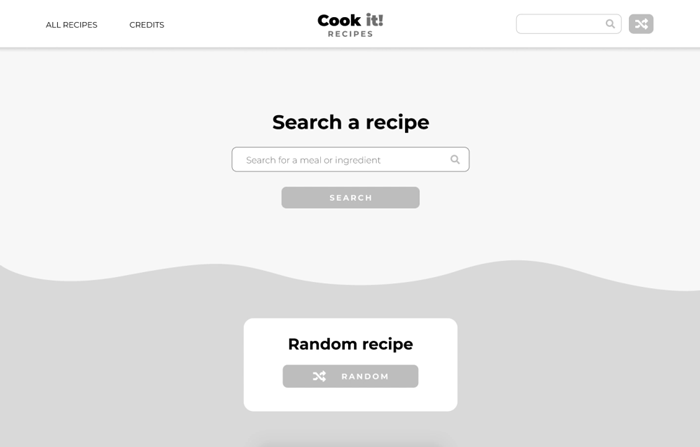 ALL RECIPES
CREDITS
Cook it!
RECIPES
Search a recipe
Search for a meal or ingredient
SEARCH
Random recipe
RANDOM